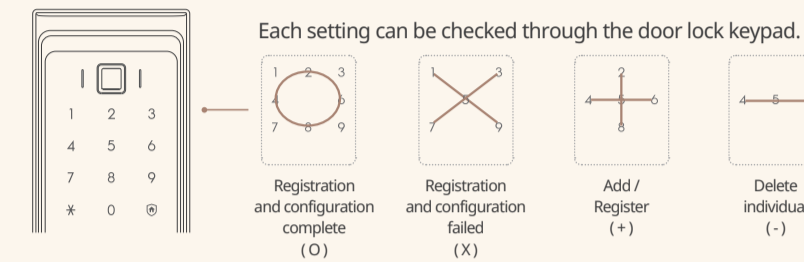 Each setting can be checked through the door lock keypad.
1 2 3
4 5 6
7 8 9
* 0
1 2 3
4 6
7 8 9
1 3
5
7 9
2
4 5 6
8
4 5
Registration
and configuration
complete
( O )
Registration
and configuration
failed
( X )
Add /
Register
( + )
Delete
( - )